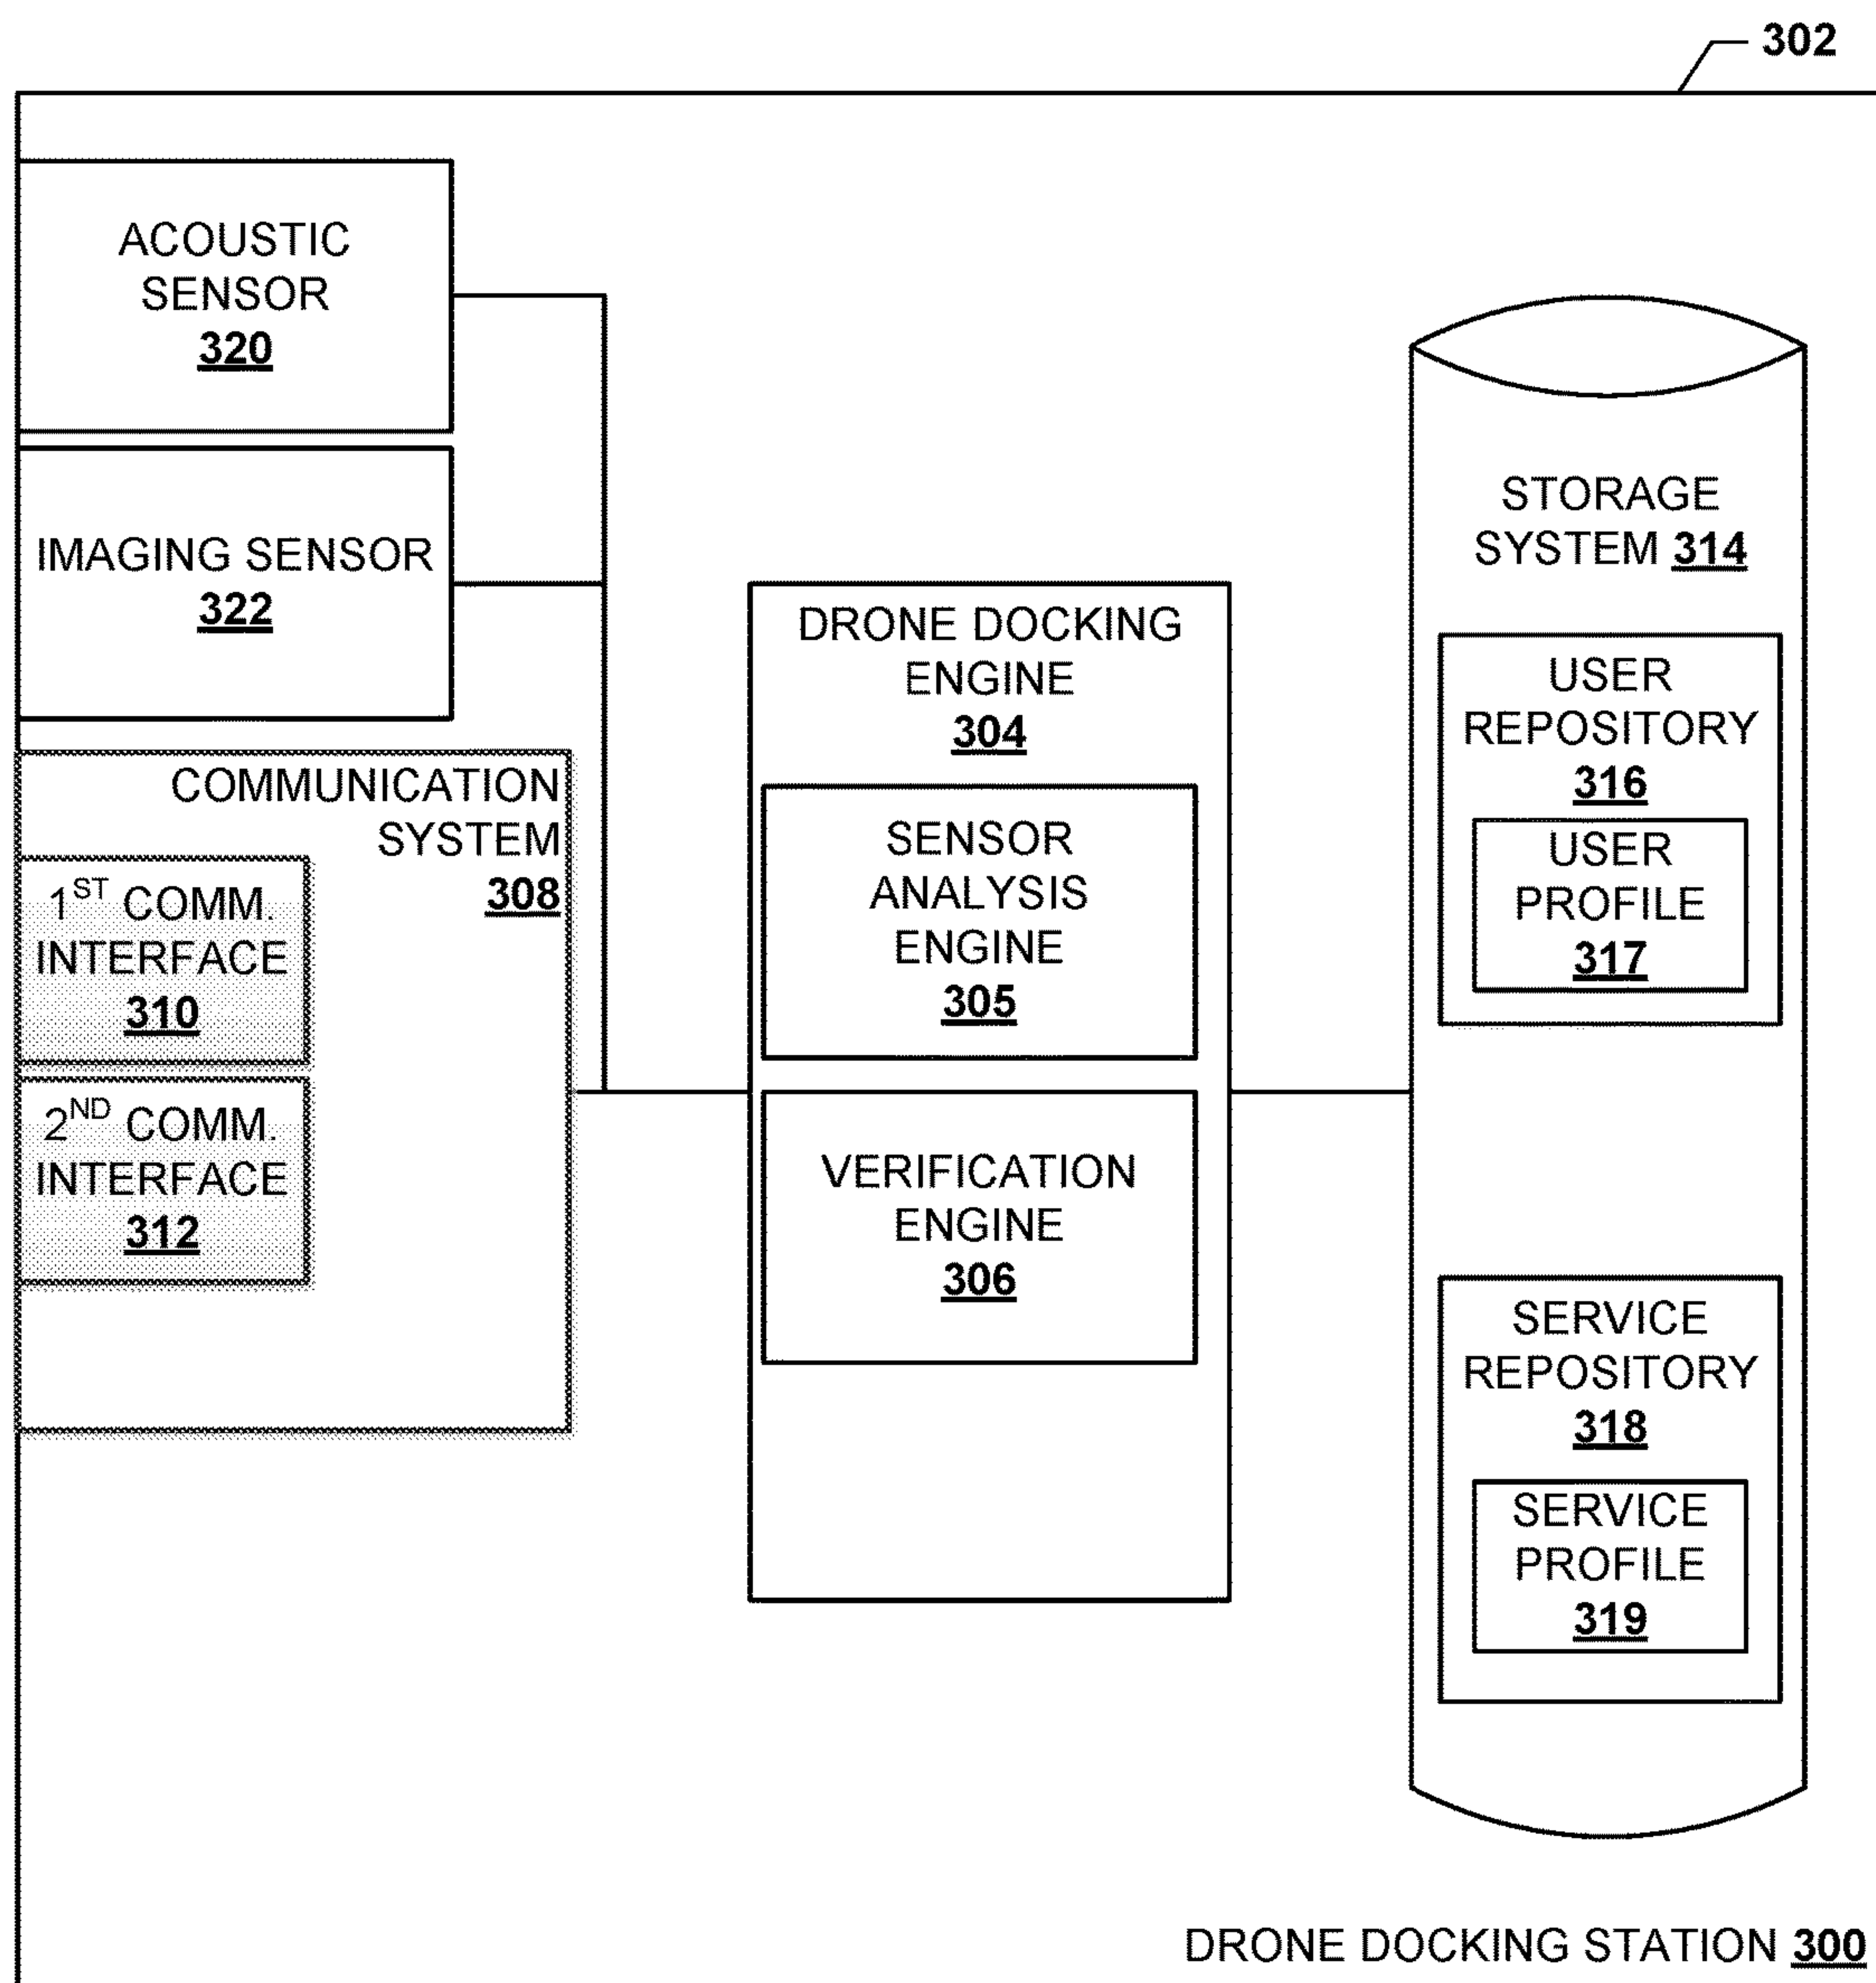 302
ACOUSTIC
SENSOR
320
IMAGING SENSOR
322
COMMUNICATION
SYSTEM
308
1ST COMM.
INTERFACE
310
2ND COMM.
INTERFACE
312
DRONE DOCKING
ENGINE
304
SENSOR
ANALYSIS
ENGINE
305
VERIFICATION
ENGINE
306
STORAGE
SYSTEM 314
USER
REPOSITORY
316
USER
PROFILE
317
SERVICE
REPOSITORY
318
SERVICE
PROFILE
319
DRONE DOCKING STATION 300